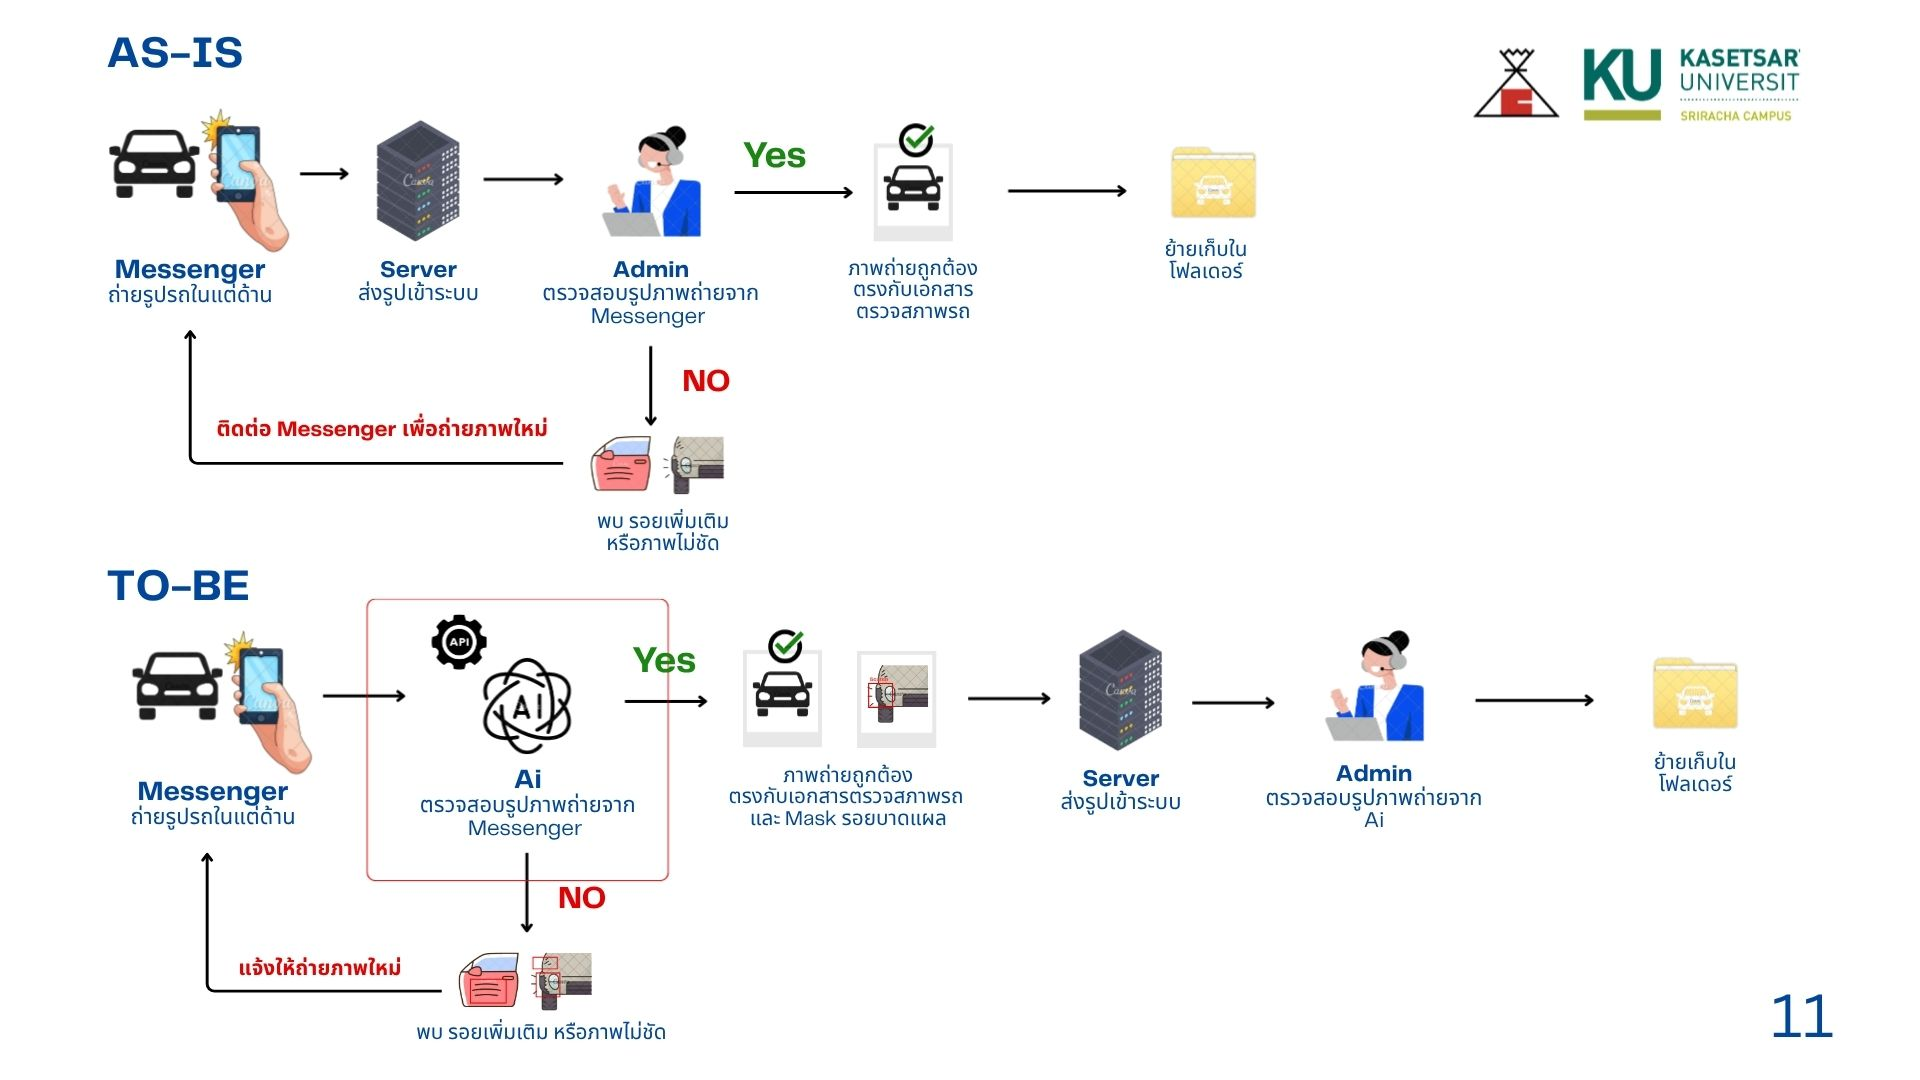 AS-IS
KU
KASETSAR
UNIVERSIT
SRIRACHA CAMPUS
Yes
Messenger
ถ่ายรูปรถในแต่ด้าน
Server
ส่งรูปเข้าระบบ
Admin
ตรวจสอบรูปภาพถ่ายจาก
Messenger
ภาพถ่ายถูกต้อง
ตรงกับเอกสาร
ตรวจสภาพรถ
ย้ายเก็บใน
โฟลเดอร์
NO
ติดต่อ Messenger เพื่อถ่ายภาพใหม่
พบ รอยเพิ่มเติม
หรือภาพไม่ชัด
TO-BE
API
AI
Yes
Messenger
ถ่ายรูปรถในแต่ด้าน
Ai
ตรวจสอบรูปภาพถ่ายจาก
Messenger
ภาพถ่ายถูกต้อง
ตรงกับเอกสารตรวจสภาพรถ
และ Mask รอยบาดแผล
Server
ส่งรูปเข้าระบบ
Admin
ตรวจสอบรูปภาพถ่ายจาก
Ai
ย้ายเก็บใน
โฟลเดอร์
NO
แจ้งให้ถ่ายภาพใหม่
พบ รอยเพิ่มเติม หรือภาพไม่ชัด
11